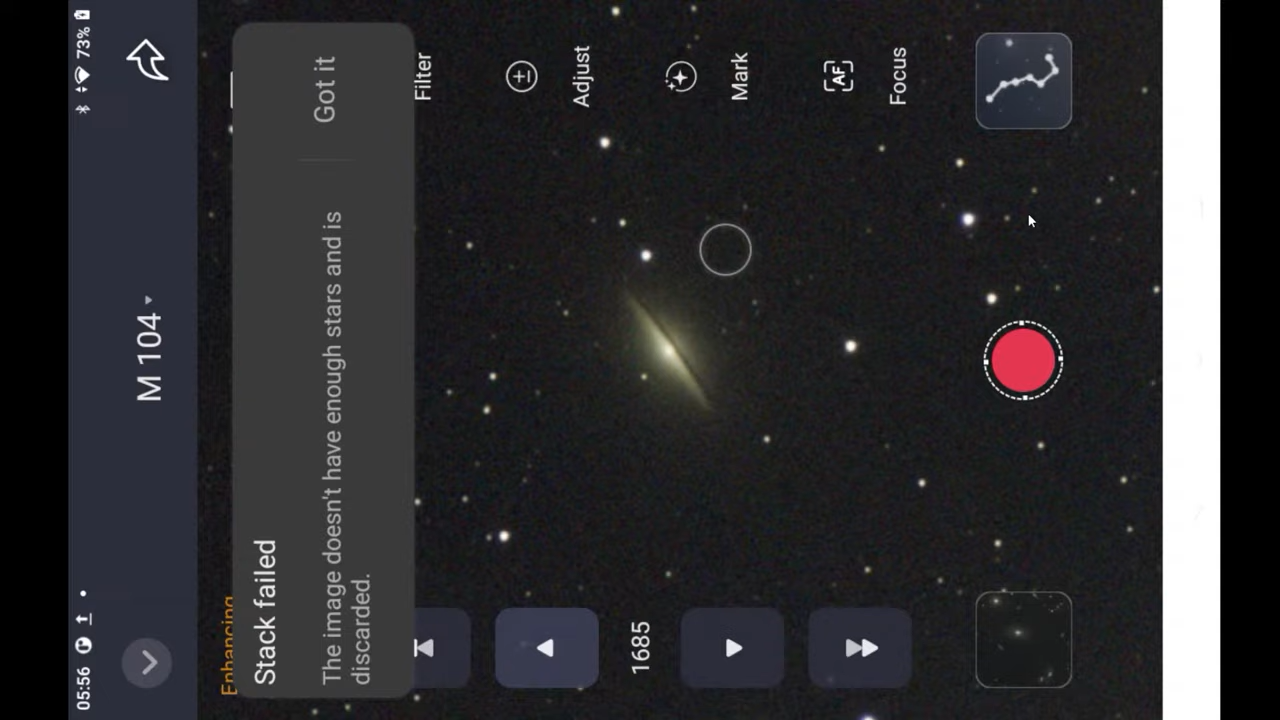 05:56
73%
M 104
Enhancing
Stack failed
The image doesn't have enough stars and is
discarded.
Got it
Filter
Adjust
Mark
AF
Focus
1685